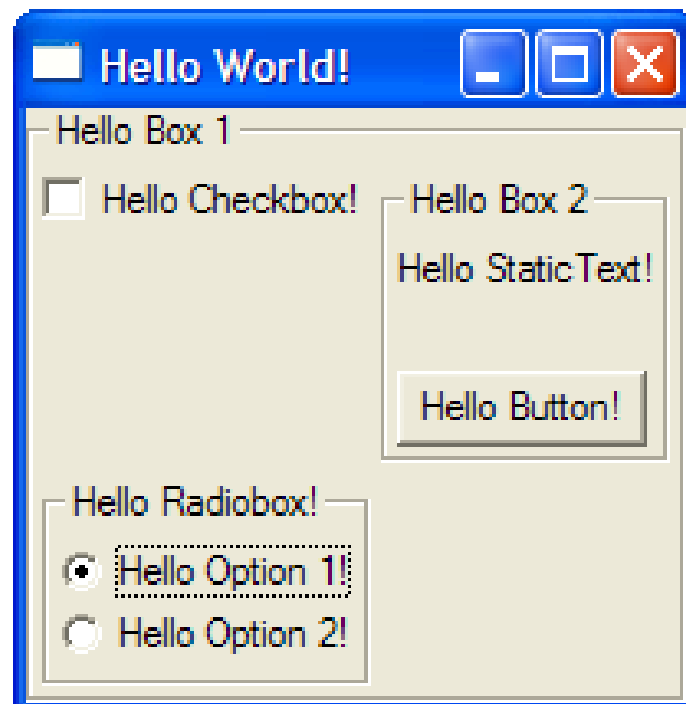 Hello World!
Hello Box 1
Hello Checkbox!
Hello Box 2
Hello StaticText!
Hello Button!
Hello Radiobox!
Hello Option 1!
Hello Option 2!